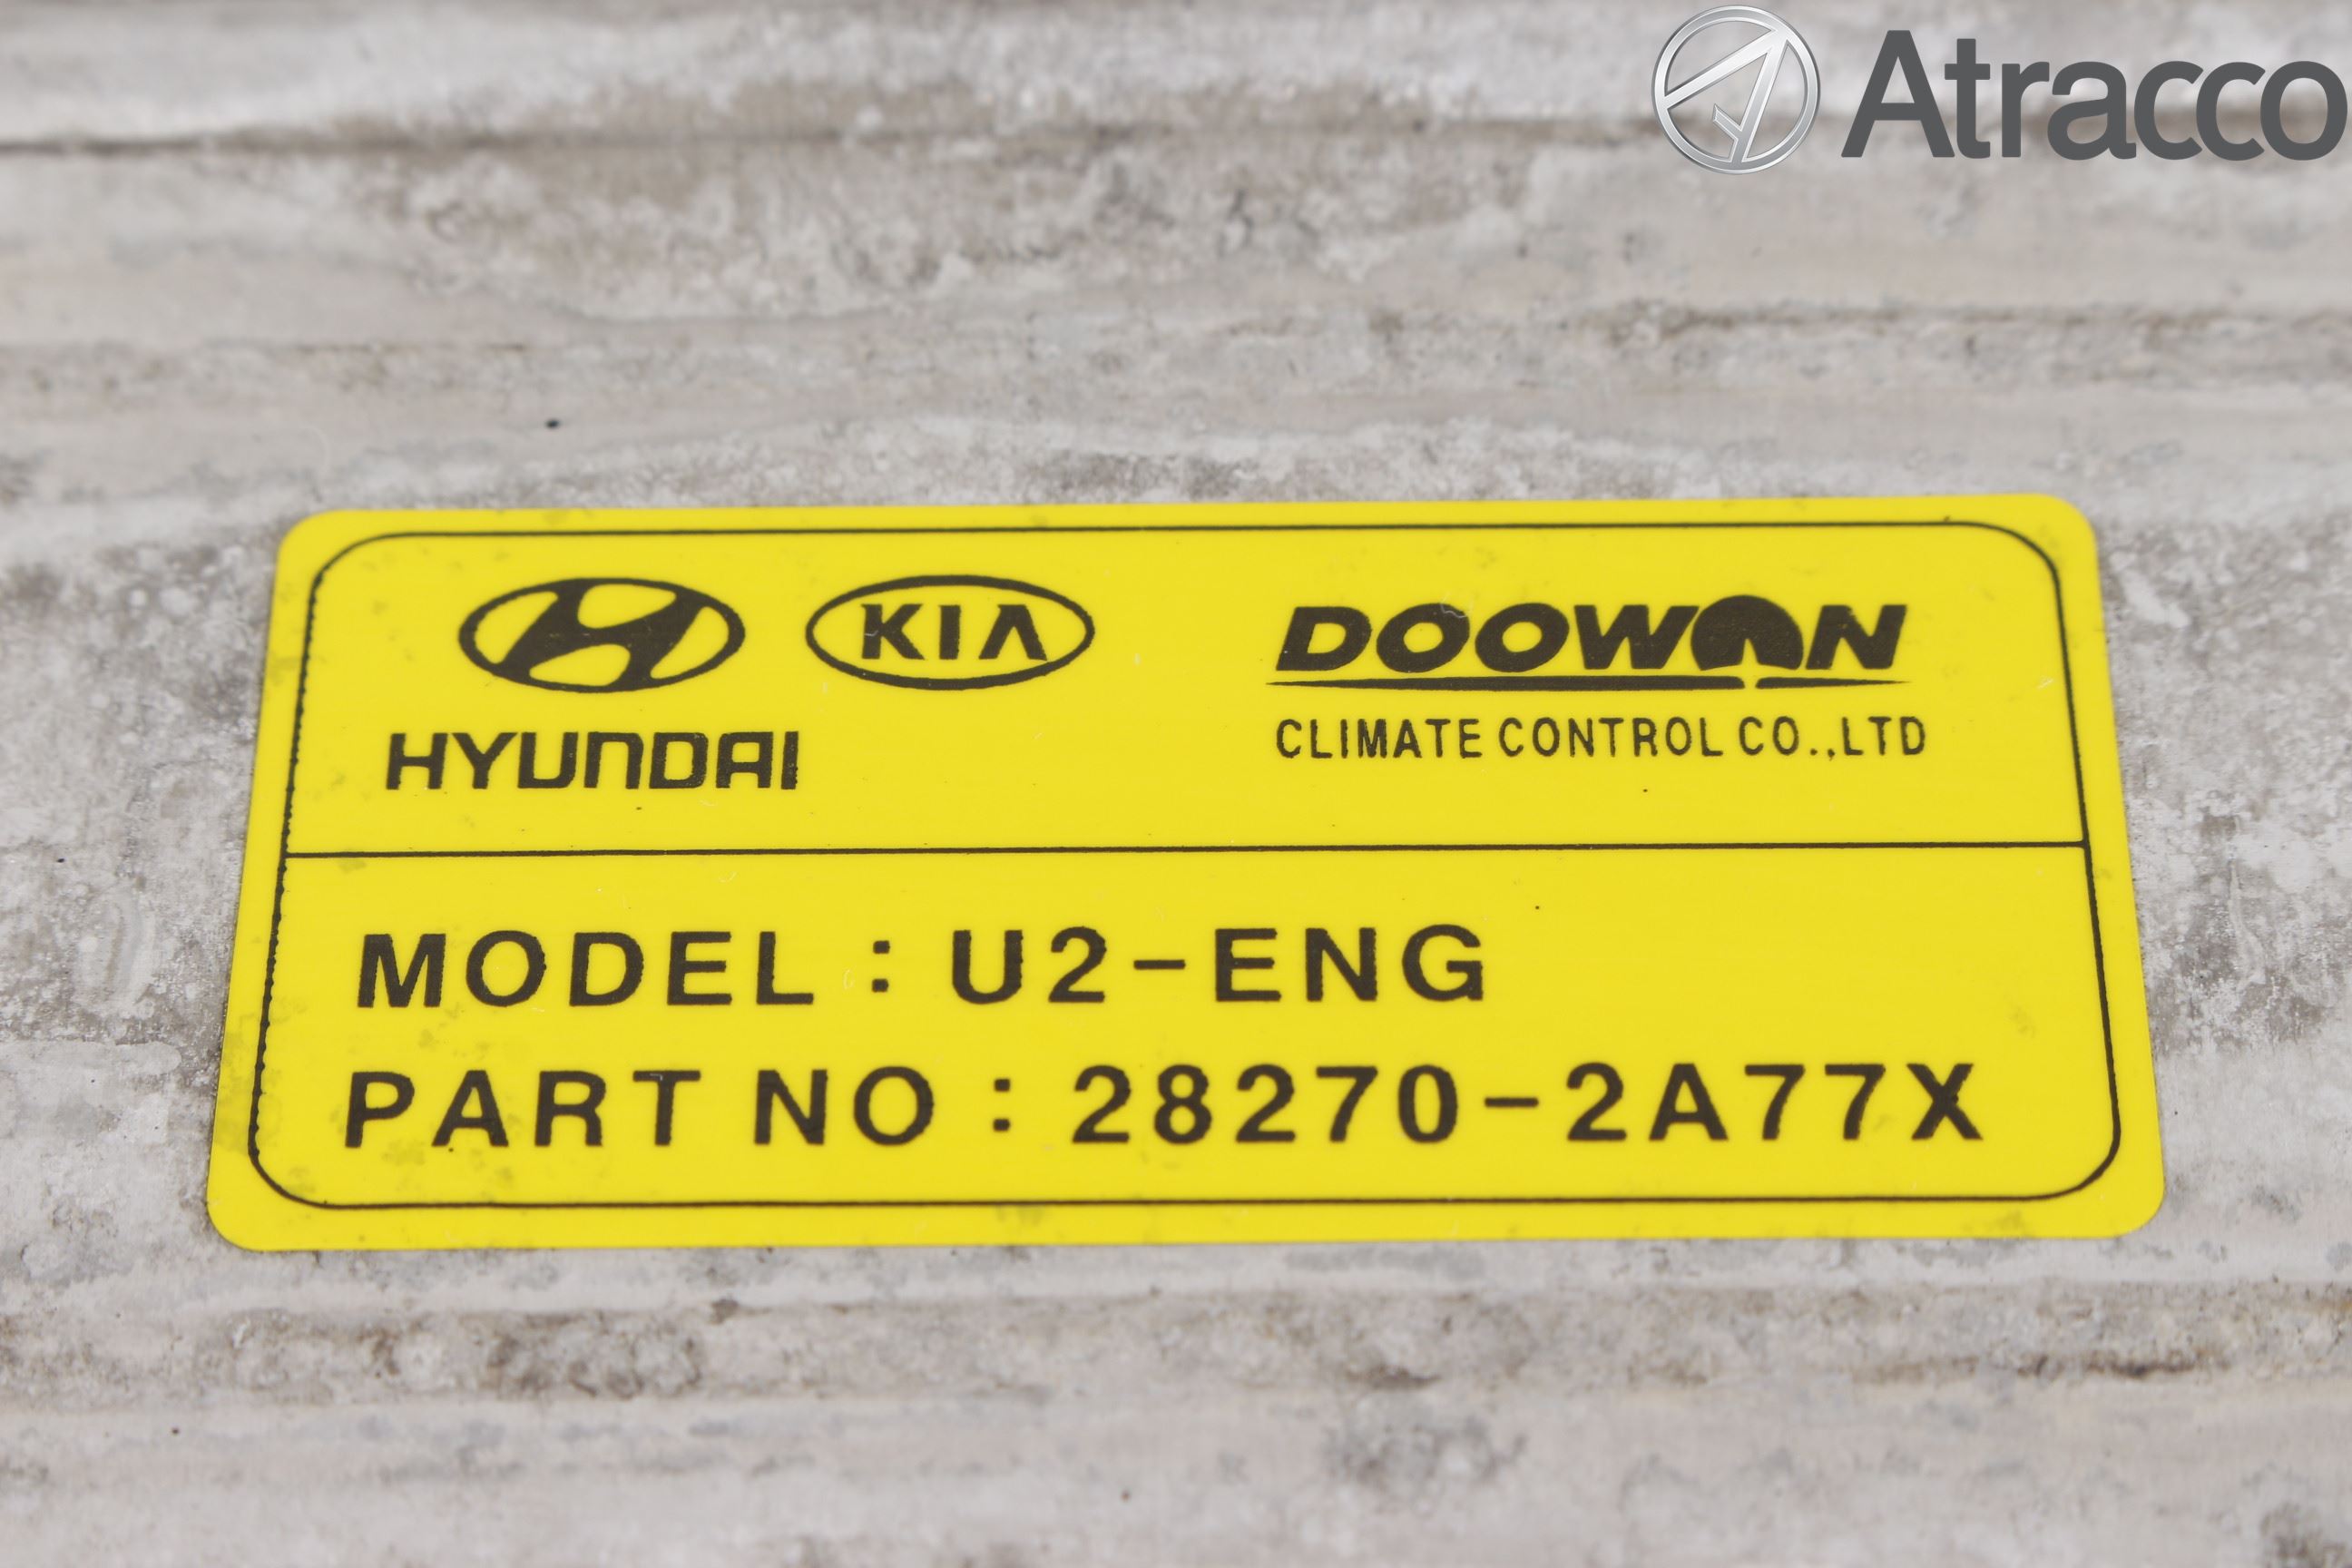 Atracco
KIA
DOOWON
HYUNDAI
CLIMATE CONTROL CO.,LTD
MODEL : U2-ENG
PART NO : 28270-2A77X